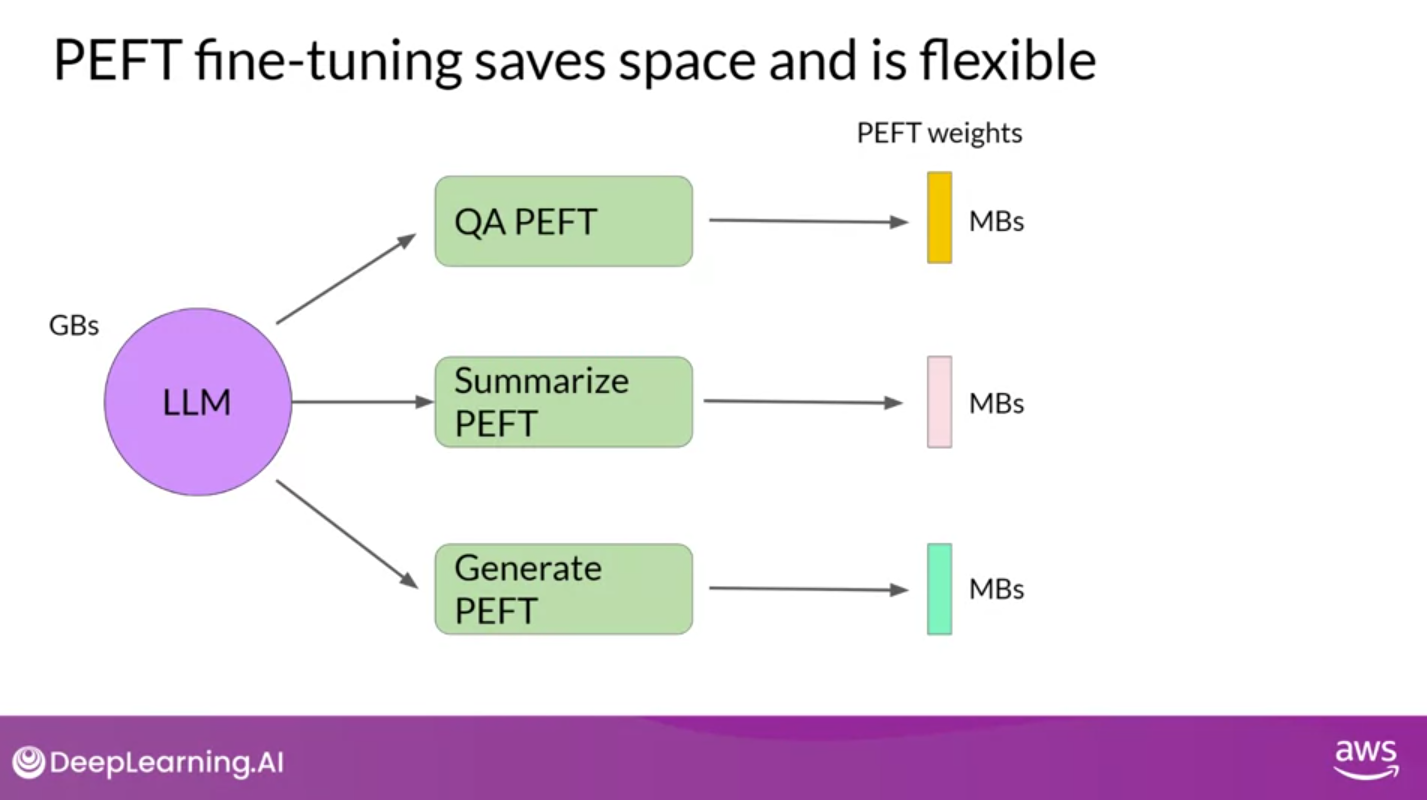 PEFT fine-tuning saves space and is flexible
PEFT weights
QA PEFT
MBs
GBs
LLM
Summarize
PEFT
MBs
Generate
PEFT
MBs
DeepLearning.AI
aws